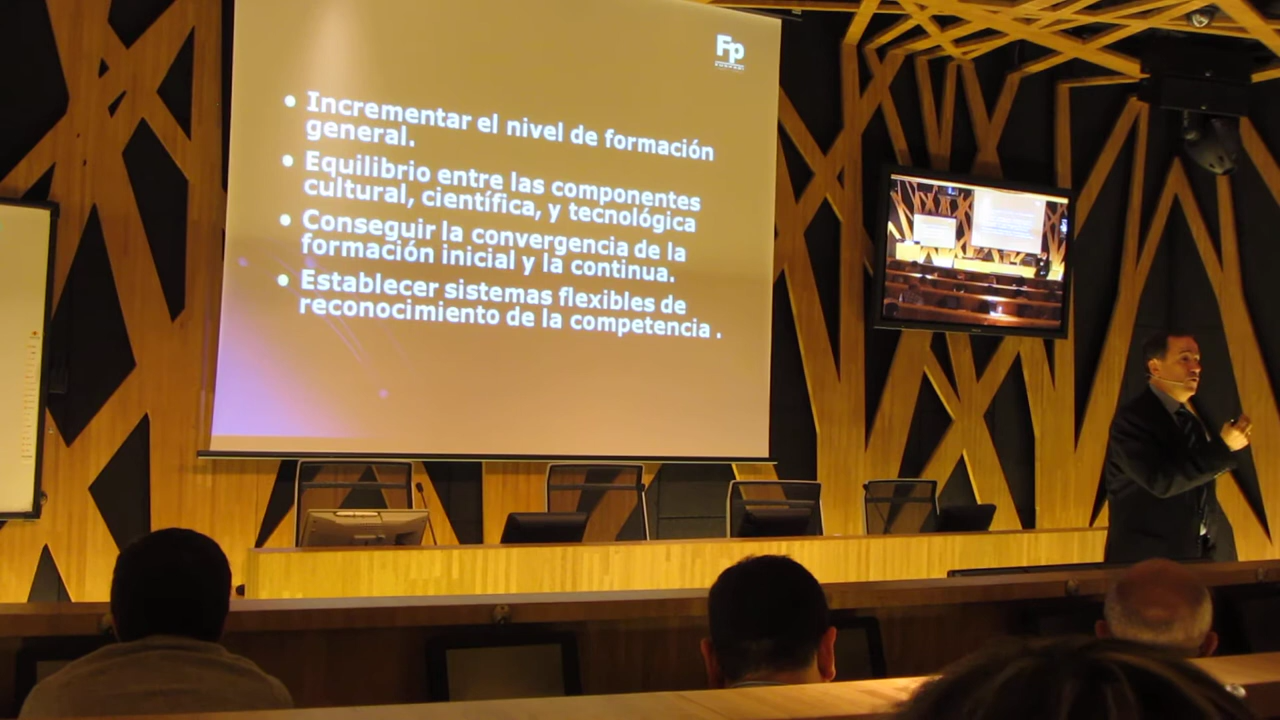 Fp
• Incrementar el nivel de formación
general.
• Equilibrio entre las componentes
cultural, científica, y tecnológica
• Conseguir la convergencia de la
formación inicial y la continua.
• Establecer sistemas flexibles de
reconocimiento de la competencia .